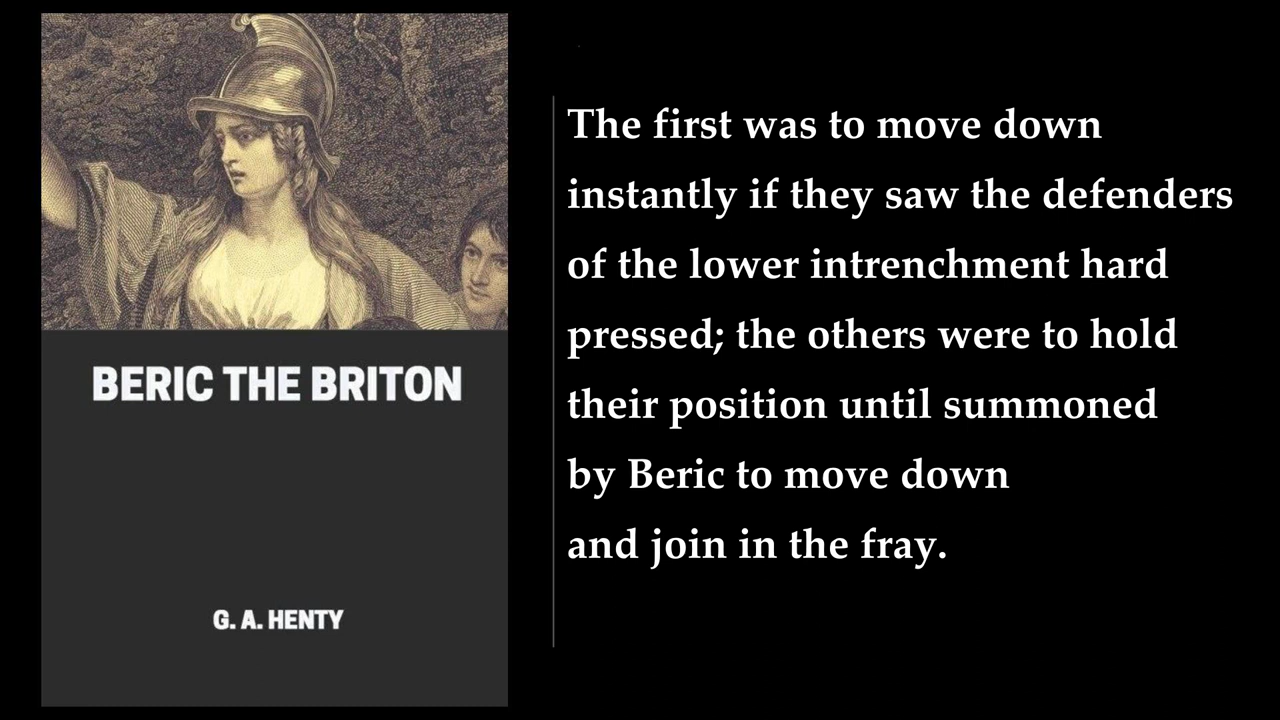 BERIC THE BRITON
G. A. HENTY
The first was to move down
instantly if they saw the defenders
of the lower intrenchment hard
pressed; the others were to hold
their position until summoned
by Beric to move down
and join in the fray.